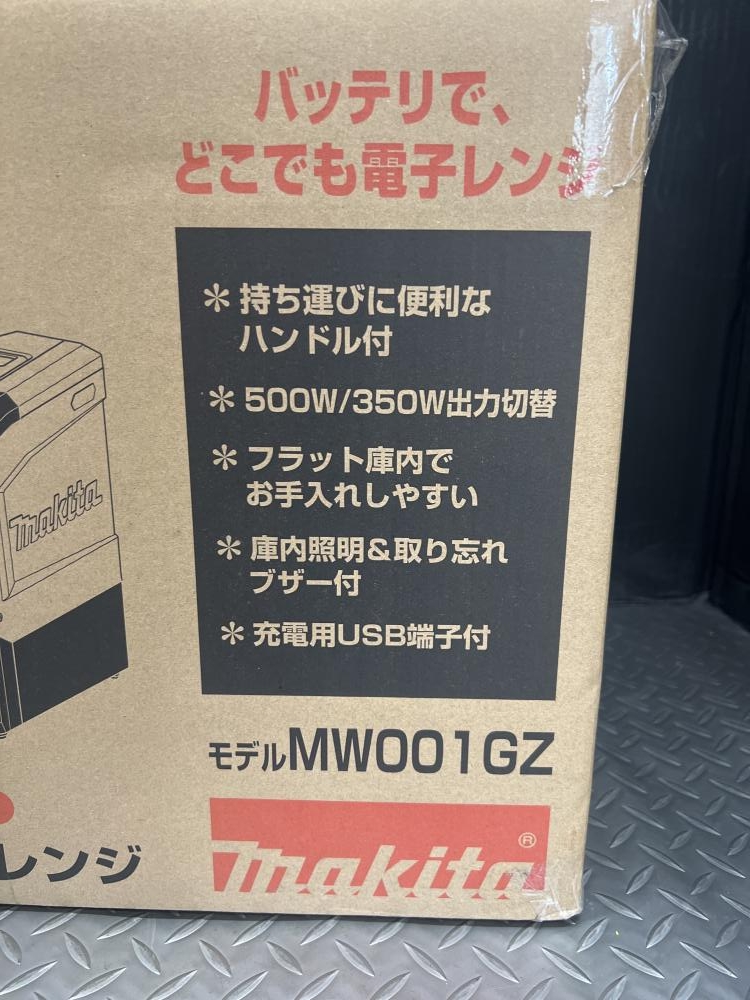 バッテリで、
どこでも電子レンジ
＊持ち運びに便利な
ハンドル付
＊500W/350W出力切替
＊フラット庫内で
お手入れしやすい
＊庫内照明＆取り忘れ
ブザー付
＊充電用USB端子付
makita
モデルMW001GZ
レンジ
makita®